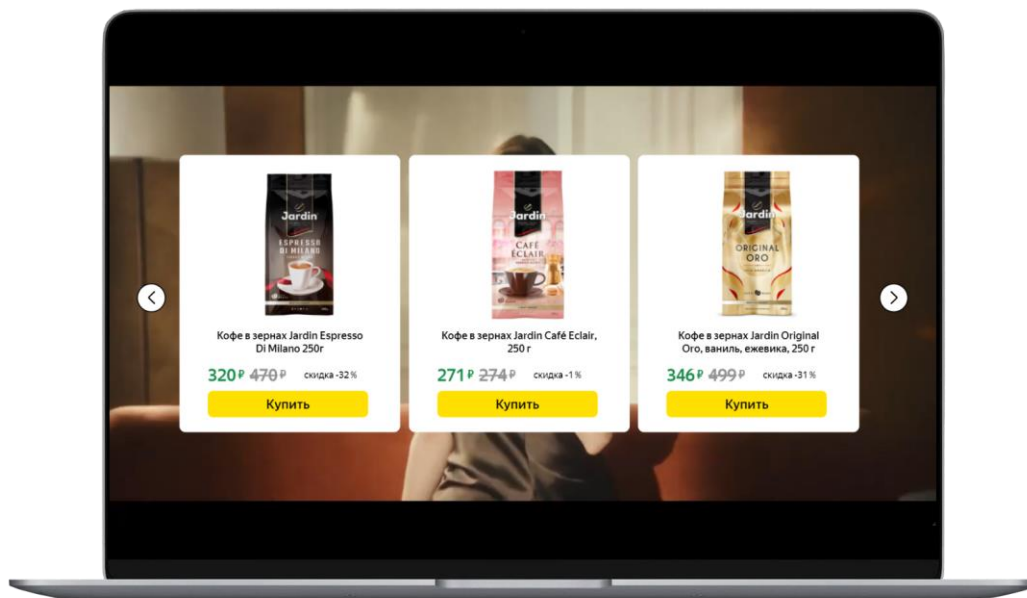 Jardin
ESPRESSO
DI MILANO
Кофе в зернах Jardin Espresso
Di Milano 250г
320 ₽ 470 ₽ скидка -32 %
Купить
Jardin
CAFÉ
ÉCLAIR
Кофе в зернах Jardin Café Eclair,
250 г
271 ₽ 274 ₽ скидка -1 %
Купить
Jardin
ORIGINAL
ORO
Кофе в зернах Jardin Original
Oro, ваниль, ежевика, 250 г
346 ₽ 499 ₽ скидка -31 %
Купить